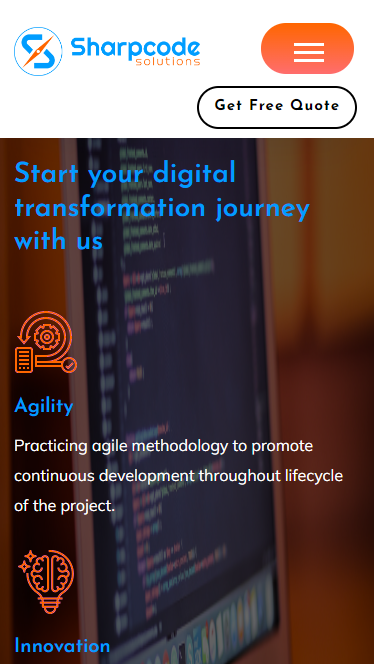 Sharpcode
solutions
Get Free Quote
Start your digital
transformation journey
with us
Agility
Practicing agile methodology to promote
continuous development throughout lifecycle
of the project.
Innovation